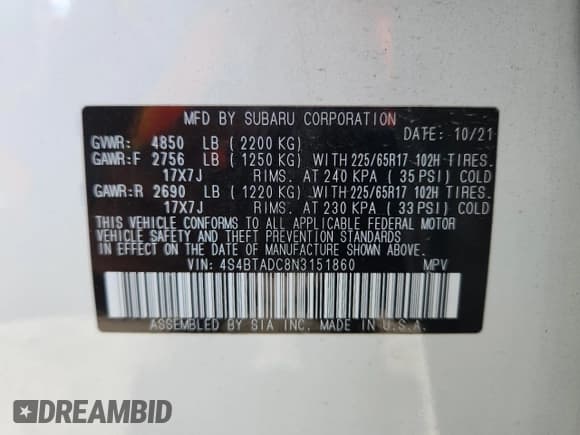 MFD BY SUBARU CORPORATION
DATE: 10/21
GVWR: 4850 LB (2200 KG)
GAWR:F 2756 LB (1250 KG) WITH 225/65R17 102H TIRES.
17X7J RIMS. AT 240 KPA (35 PSI) COLD
GAWR:R 2690 LB (1220 KG) WITH 225/65R17 102H TIRES.
17X7J RIMS. AT 230 KPA (33 PSI) COLD
THIS VEHICLE CONFORMS TO ALL APPLICABLE FEDERAL MOTOR
VEHICLE SAFETY AND THEFT PREVENTION STANDARDS
IN EFFECT ON THE DATE OF MANUFACTURE SHOWN ABOVE.
VIN: 4S4BTADC8N3151860 MPV
ASSEMBLED BY SIA INC. MADE IN U.S.A.
DREAMBID